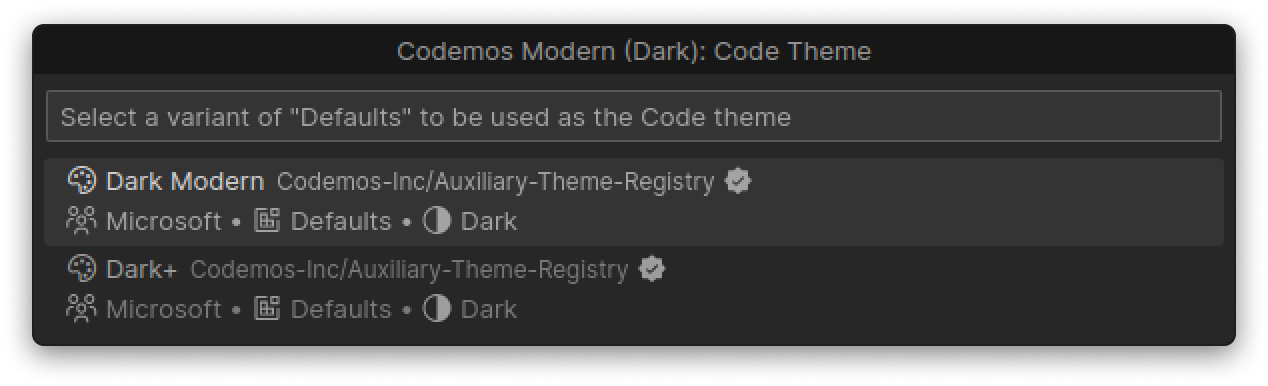 Codemos Modern (Dark): Code Theme
Select a variant of "Defaults" to be used as the Code theme
Dark Modern Codemos-Inc/Auxiliary-Theme-Registry
Microsoft • Defaults • Dark
Dark+ Codemos-Inc/Auxiliary-Theme-Registry
Microsoft • Defaults • Dark